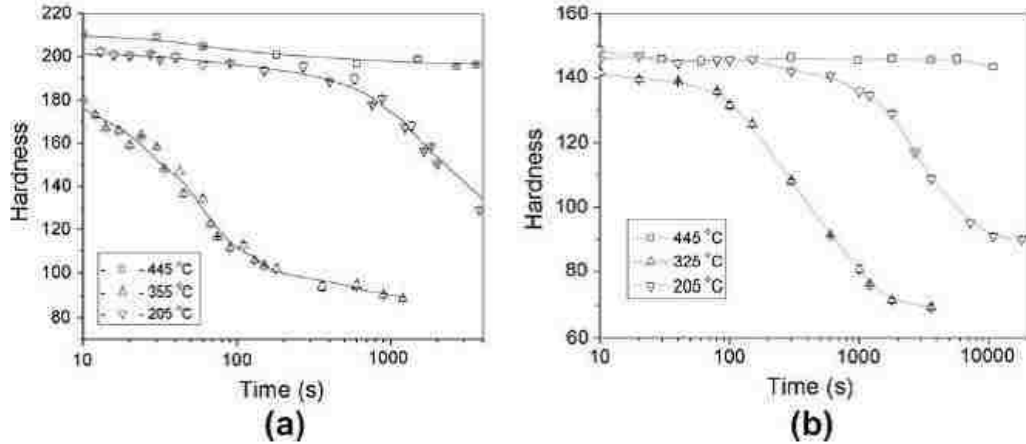 220
200
180
160
140
120
100
80
Hardness
- 445 °C
- 355 °C
- 205 °C
10 100 1000
Time (s)
(a)
160
140
120
100
80
60
Hardness
445 °C
325 °C
205 °C
10 100 1000 10000
Time (s)
(b)